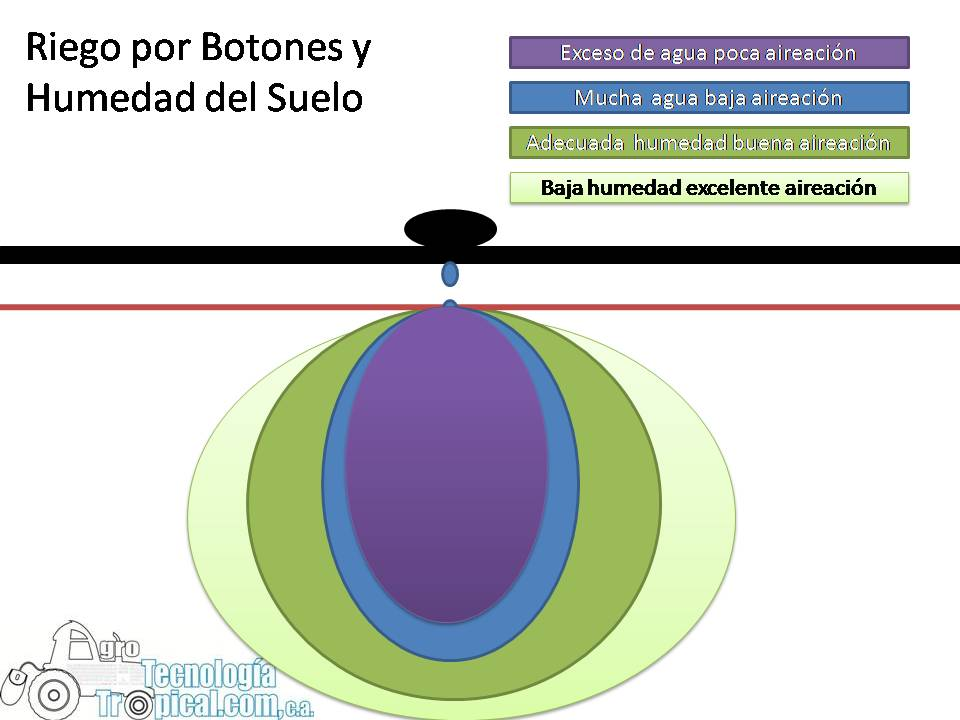 Riego por Botones y
Humedad del Suelo
Exceso de agua poca aireación
Mucha agua baja aireación
Adecuada humedad buena aireación
Baja humedad excelente aireación
Agro
Tecnología
Tropical.com, c.a.